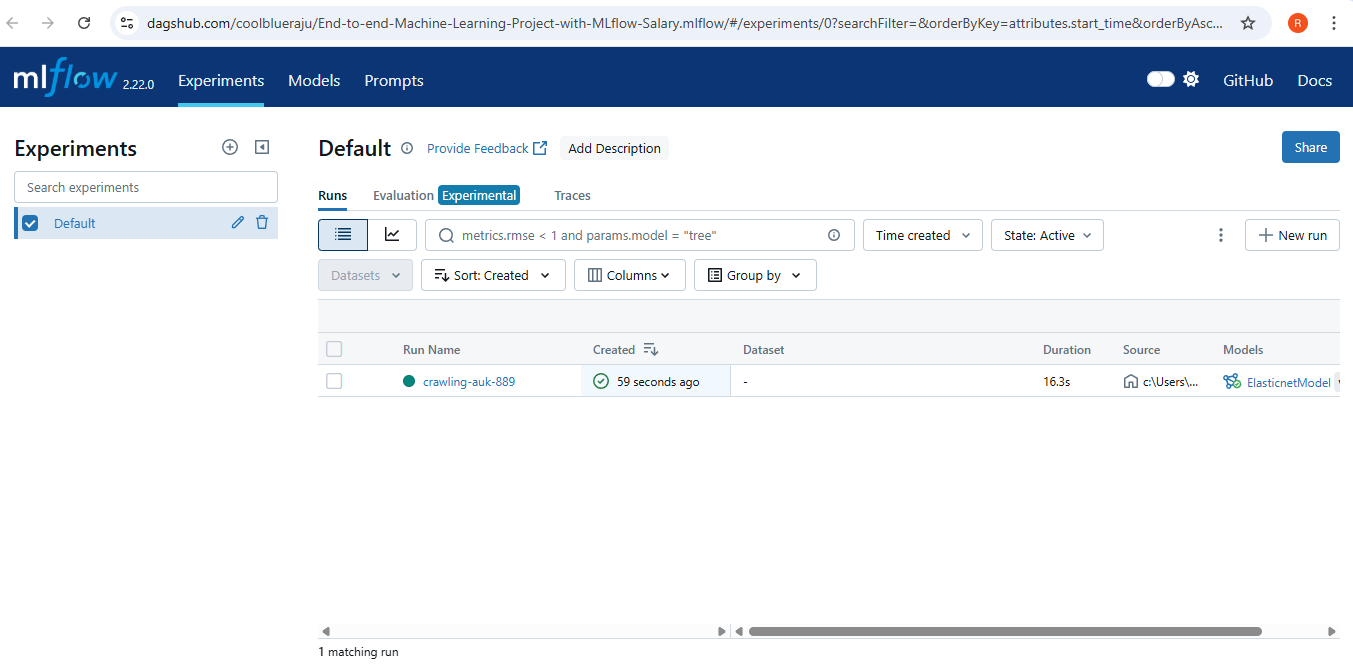 dagshub.com/coolblueraju/End-to-end-Machine-Learning-Project-with-MLflow-Salary.mlflow/#/experiments/0?searchFilter=&orderByKey=attributes.start_time&orderByAsc...
R
mlflow 2.22.0 Experiments Models Prompts GitHub Docs
Experiments
Search experiments
Default
Default Provide Feedback Add Description Share
Runs Evaluation Experimental Traces
metrics.rmse < 1 and params.model = "tree" Time created State: Active New run
Datasets Sort: Created Columns Group by
Run Name Created Dataset Duration Source Models
crawling-auk-889 59 seconds ago - 16.3s c:\Users\... ElasticnetModel
1 matching run